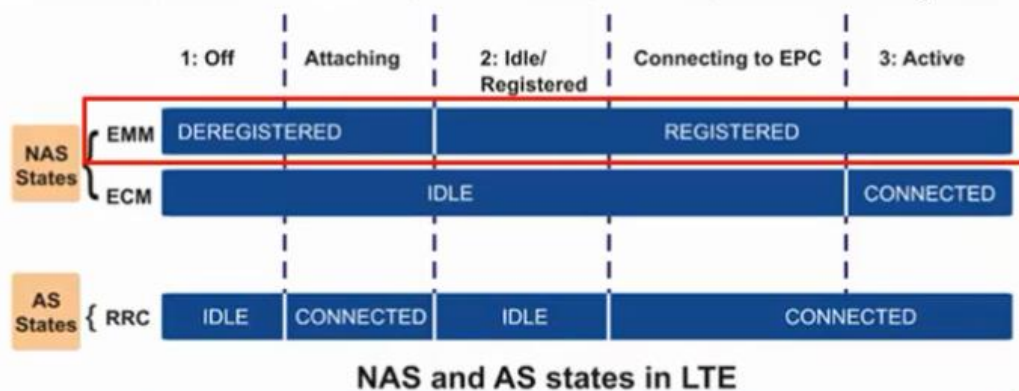 1: Off
Attaching
2: Idle/
Registered
Connecting to EPC
3: Active
NAS
States
{
EMM
DEREGISTERED
REGISTERED
ECM
IDLE
CONNECTED
AS
States
{ RRC
IDLE
CONNECTED
IDLE
CONNECTED
NAS and AS states in LTE